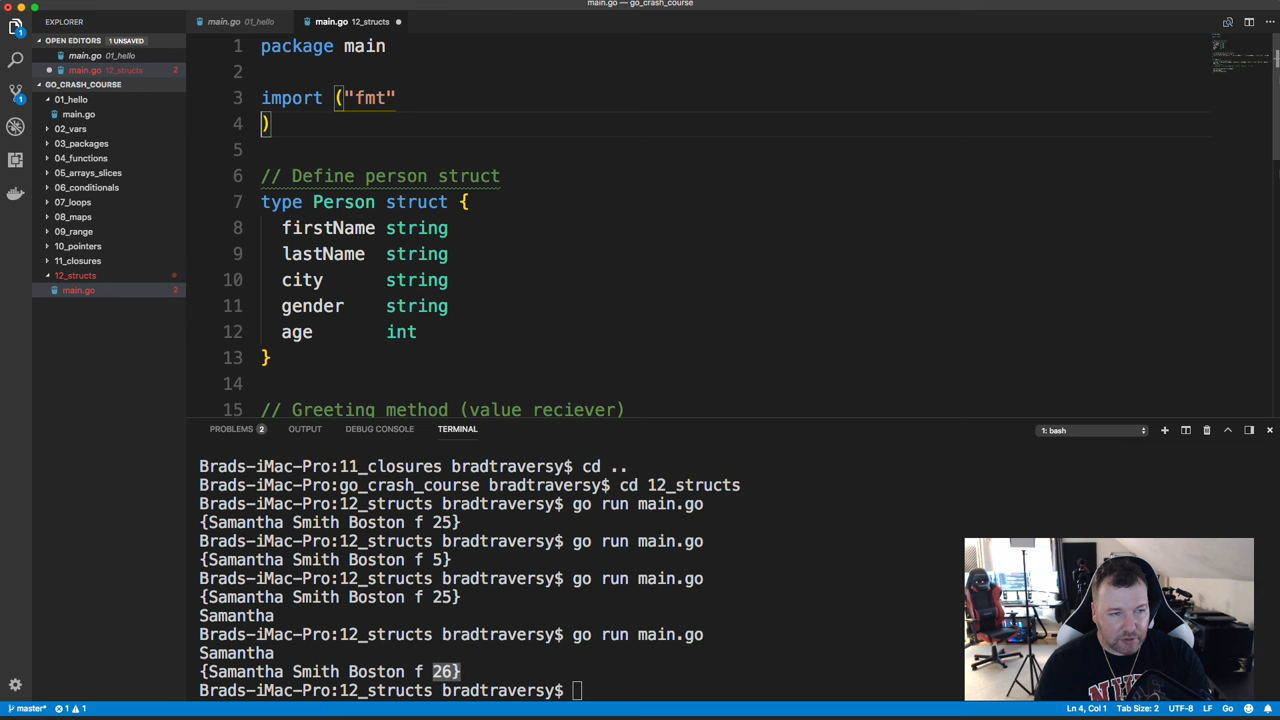 main.go — go_crash_course
EXPLORER
main.go 01_hello
main.go 12_structs
OPEN EDITORS 1 UNSAVED
main.go 01_hello
main.go 12_structs 2
GO_CRASH_COURSE
01_hello
main.go
02_vars
03_packages
04_functions
05_arrays_slices
06_conditionals
07_loops
08_maps
09_range
10_pointers
11_closures
12_structs
main.go 2
1 package main
2
3 import ("fmt"
4 )
5
6 // Define person struct
7 type Person struct {
8 firstName string
9 lastName string
10 city string
11 gender string
12 age int
13 }
14
15 // Greeting method (value reciever)
PROBLEMS 2 OUTPUT DEBUG CONSOLE TERMINAL 1: bash
Brads-iMac-Pro:11_closures bradtraversy$ cd ..
Brads-iMac-Pro:go_crash_course bradtraversy$ cd 12_structs
Brads-iMac-Pro:12_structs bradtraversy$ go run main.go
{Samantha Smith Boston f 25}
Brads-iMac-Pro:12_structs bradtraversy$ go run main.go
{Samantha Smith Boston f 5}
Brads-iMac-Pro:12_structs bradtraversy$ go run main.go
{Samantha Smith Boston f 25}
Samantha
Brads-iMac-Pro:12_structs bradtraversy$ go run main.go
Samantha
{Samantha Smith Boston f 26}
Brads-iMac-Pro:12_structs bradtraversy$
master* 1 1 Ln 4, Col 1 Tab Size: 2 UTF-8 LF Go